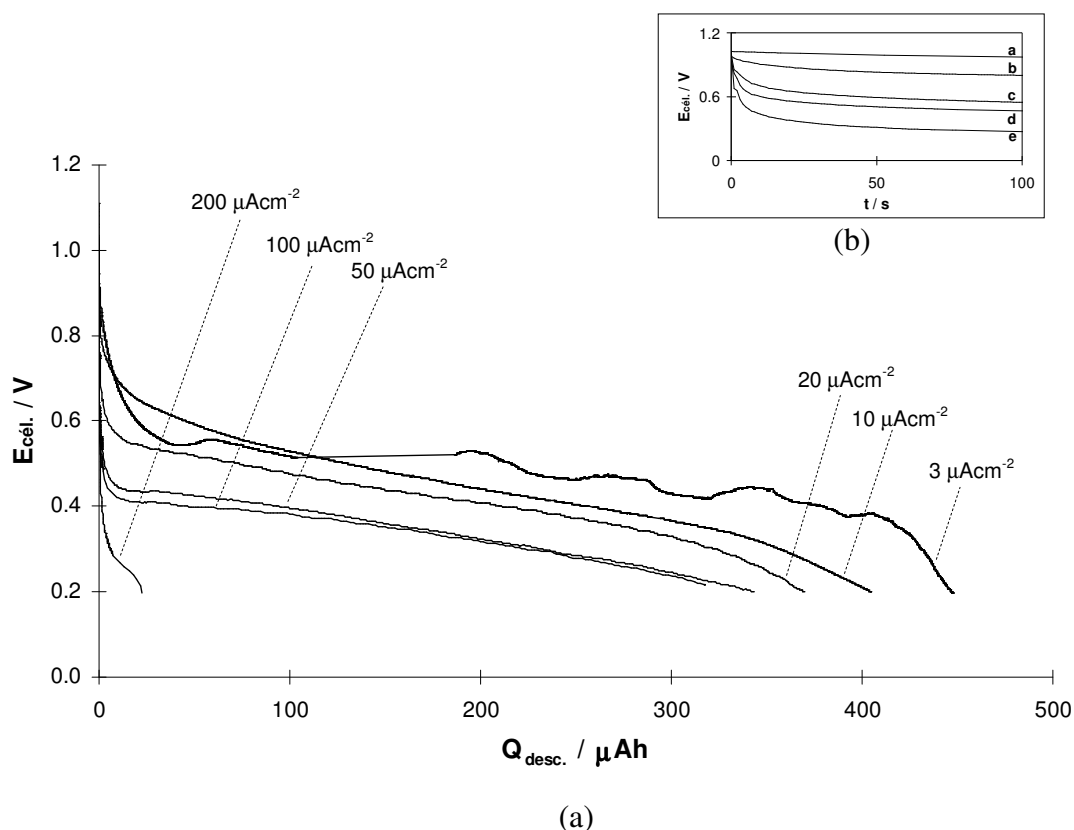 1.2
0.6
0
Ecél. / V
a
b
c
d
e
0
50
100
t / s
(b)
1.2
1.0
0.8
0.6
0.4
0.2
0.0
Ecél. / V
200 μAcm-2
100 μAcm-2
50 μAcm-2
20 μAcm-2
10 μAcm-2
3 μAcm-2
0
100
200
300
400
500
Qdesc. / μAh
(a)